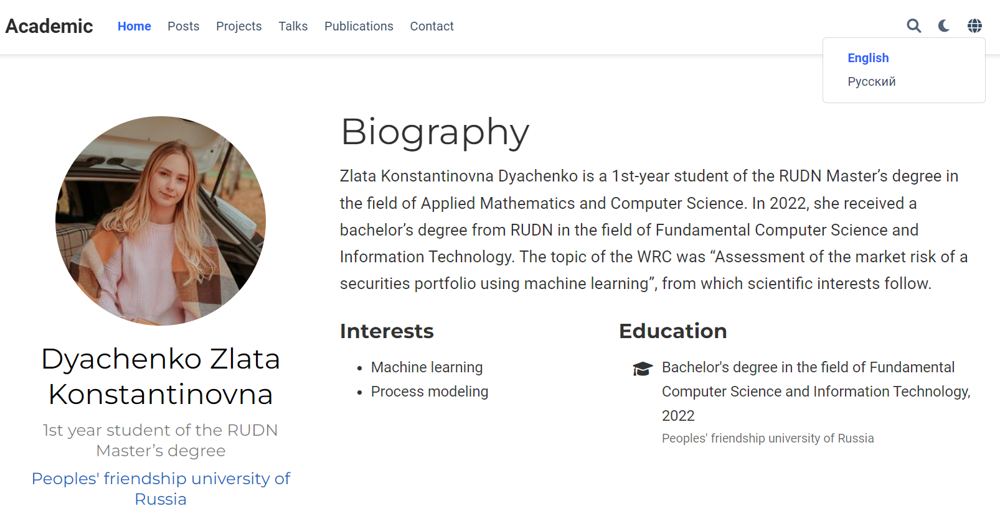 Academic Home Posts Projects Talks Publications Contact
English
Русский
Biography
Zlata Konstantinovna Dyachenko is a 1st-year student of the RUDN Master’s degree in
the field of Applied Mathematics and Computer Science. In 2022, she received a
bachelor’s degree from RUDN in the field of Fundamental Computer Science and
Information Technology. The topic of the WRC was “Assessment of the market risk of a
securities portfolio using machine learning”, from which scientific interests follow.
Interests
Machine learning
Process modeling
Education
Bachelor's degree in the field of Fundamental
Computer Science and Information Technology,
2022
Peoples' friendship university of Russia
Dyachenko Zlata
Konstantinovna
1st year student of the RUDN
Master’s degree
Peoples' friendship university of
Russia